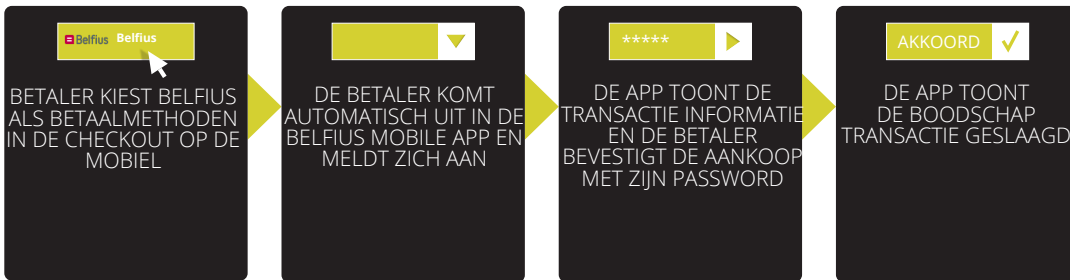 Belfius Belfius
BETALER KIEST BELFIUS
ALS BETAALMETHODEN
IN DE CHECKOUT OP DE
MOBIEL
DE BETALER KOMT
AUTOMATISCH UIT IN DE
BELFIUS MOBILE APP EN
MELDT ZICH AAN
*****
DE APP TOONT DE
TRANSACTIE INFORMATIE
EN DE BETALER
BEVESTIGT DE AANKOOP
MET ZIJN PASSWORD
AKKOORD
DE APP TOONT
DE BOODSCHAP
TRANSACTIE GESLAAGD